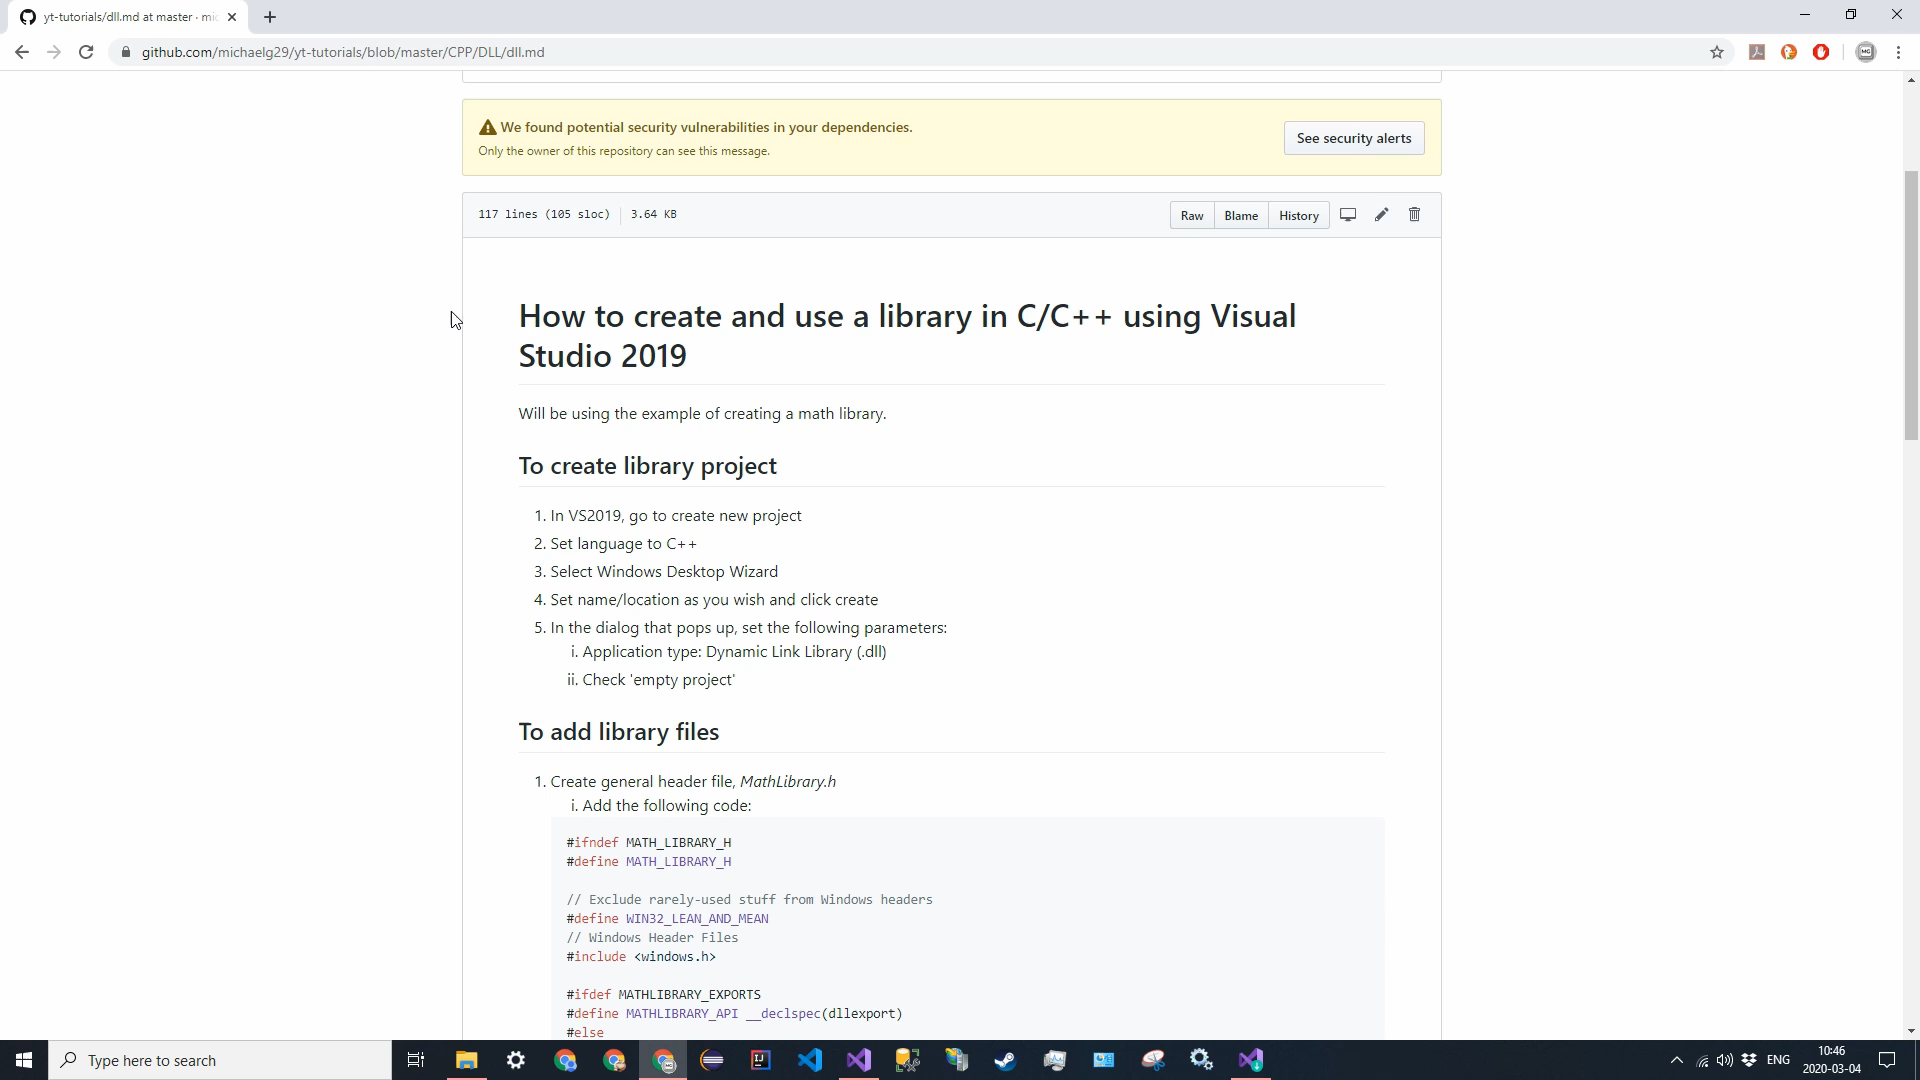 yt-tutorials/dll.md at master · mic
github.com/michaelg29/yt-tutorials/blob/master/CPP/DLL/dll.md
We found potential security vulnerabilities in your dependencies.
Only the owner of this repository can see this message.
See security alerts
117 lines (105 sloc) 3.64 KB
Raw Blame History
How to create and use a library in C/C++ using Visual
Studio 2019
Will be using the example of creating a math library.
To create library project
1. In VS2019, go to create new project
2. Set language to C++
3. Select Windows Desktop Wizard
4. Set name/location as you wish and click create
5. In the dialog that pops up, set the following parameters:
i. Application type: Dynamic Link Library (.dll)
ii. Check 'empty project'
To add library files
1. Create general header file, MathLibrary.h
i. Add the following code:
#ifndef MATH_LIBRARY_H
#define MATH_LIBRARY_H
// Exclude rarely-used stuff from Windows headers
#define WIN32_LEAN_AND_MEAN
// Windows Header Files
#include <windows.h>
#ifdef MATHLIBRARY_EXPORTS
#define MATHLIBRARY_API __declspec(dllexport)
#else
Type here to search
ENG
10:46
2020-03-04